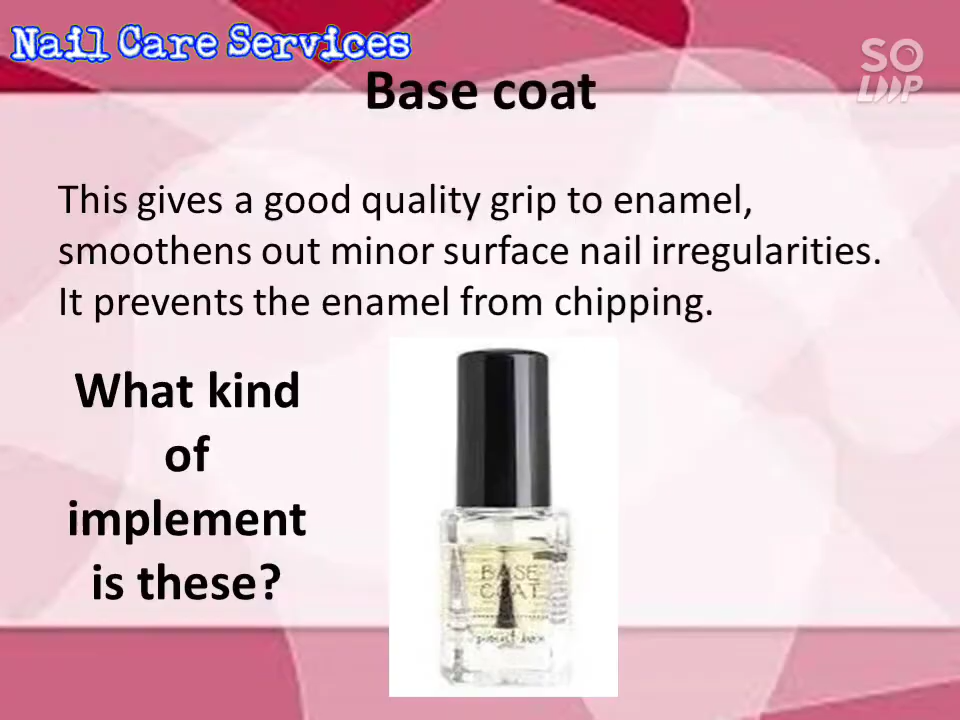 Nail Care Services
SO
LOOP
Base coat
This gives a good quality grip to enamel,
smoothens out minor surface nail irregularities.
It prevents the enamel from chipping.
What kind
of
implement
is these?
BASE
COAT